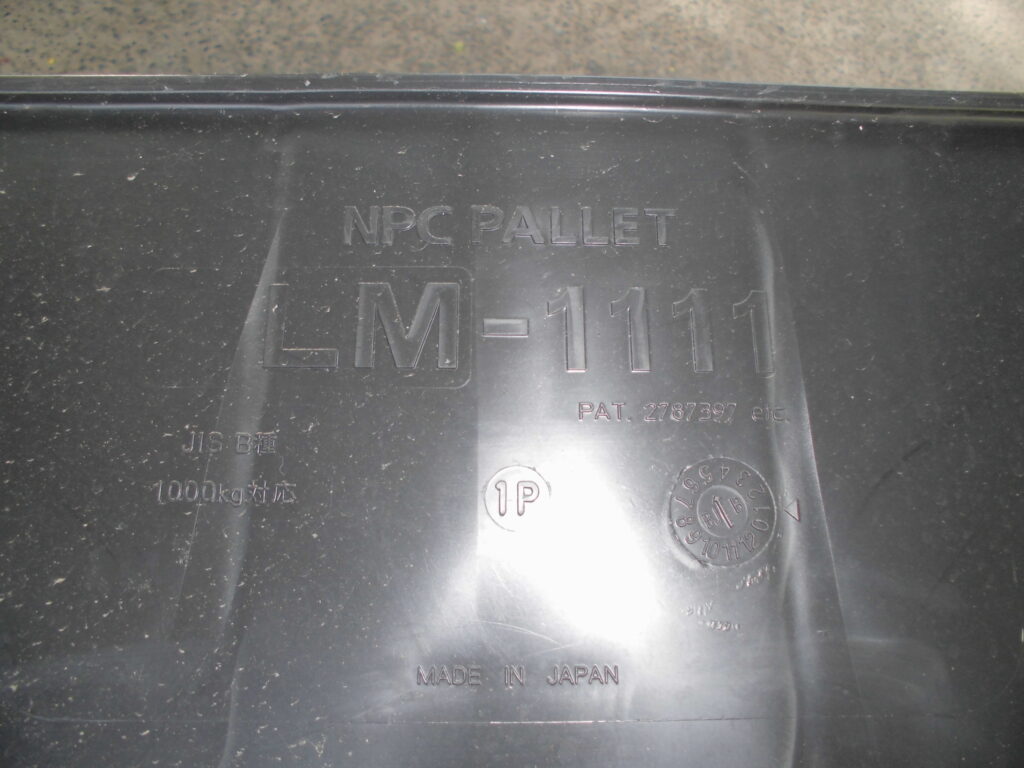 NPC PALLET
LM-1111
PAT. 2787397 etc.
JIS B種
1000kg対応
1P
MADE IN JAPAN